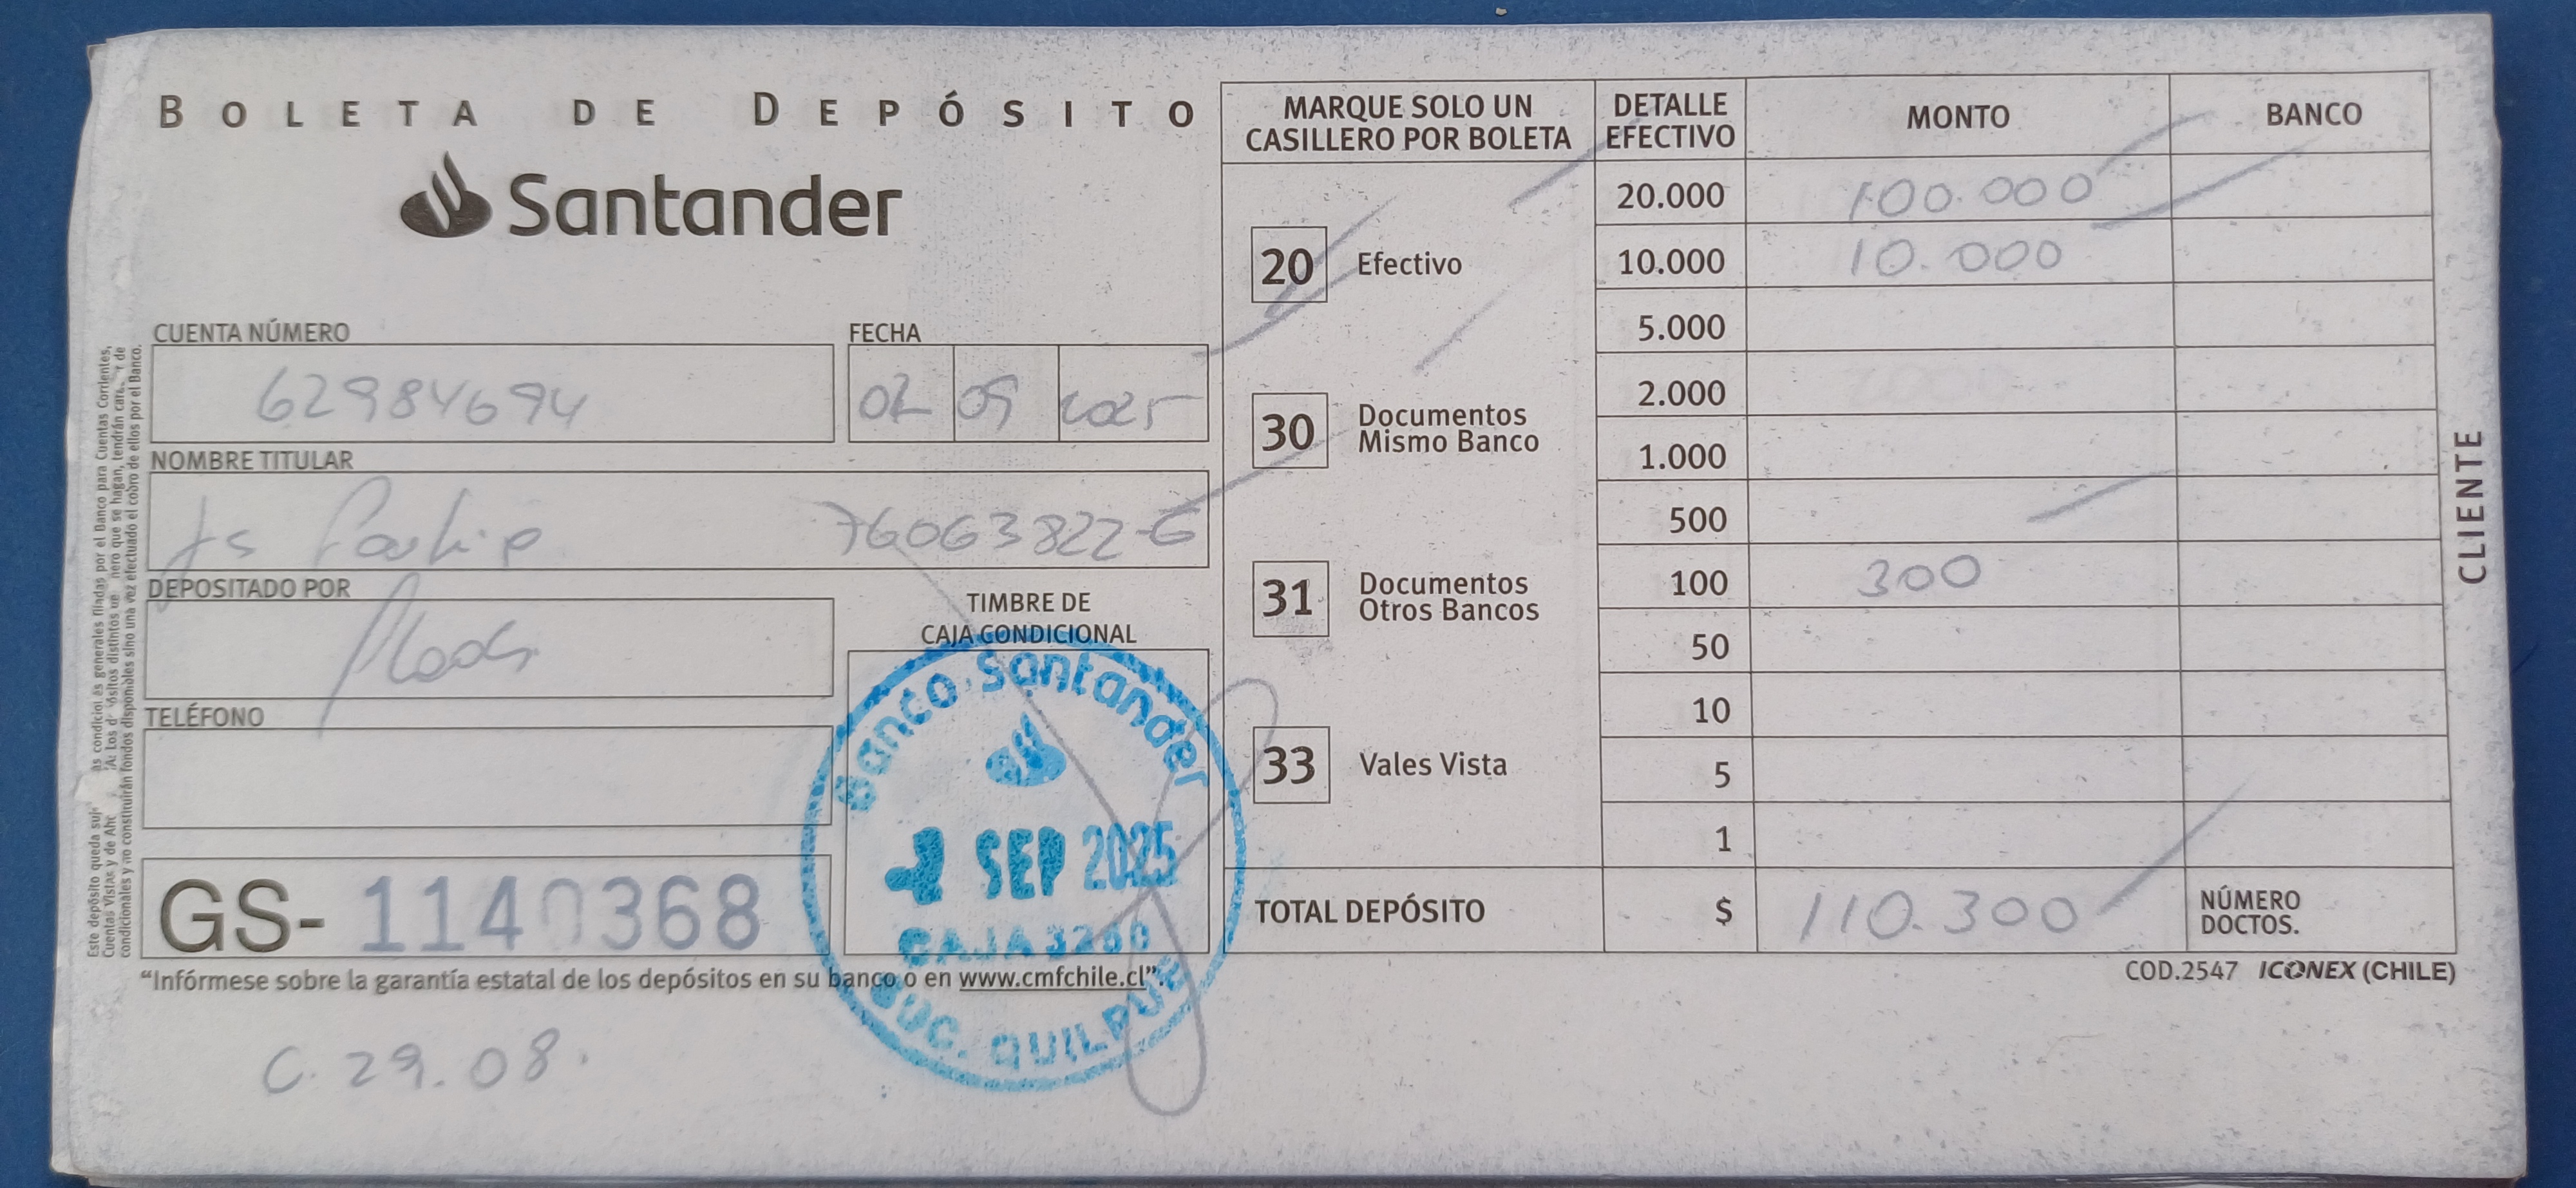 BOLETA DE DEPÓSITO
Santander
CUENTA NÚMERO
62984694
FECHA
02 09 2025
NOMBRE TITULAR
76063822-6
DEPOSITADO POR
TELÉFONO
TIMBRE DE
CAJA CONDICIONAL
Banco Santander
SEP 2025
CAJA 3260
SUC. QUILPUE
GS- 1140368
"Infórmese sobre la garantía estatal de los depósitos en su banco o en www.cmfchile.cl".
C. 29.08.
MARQUE SOLO UN
CASILLERO POR BOLETA
20 Efectivo
30 Documentos
Mismo Banco
31 Documentos
Otros Bancos
33 Vales Vista
DETALLE
EFECTIVO
MONTO
BANCO
20.000 100.000
10.000 10.000
5.000
2.000
1.000
500
100 300
50
10
5
1
TOTAL DEPÓSITO $ 110.300
NÚMERO
DOCTOS.
COD.2547 ICONEX (CHILE)
CLIENTE